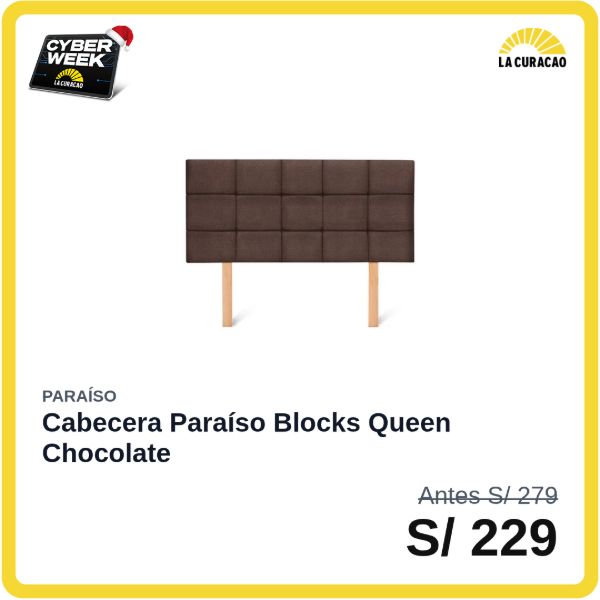 CYBER
WEEK
LA CURACAO
LA CURACAO
PARAÍSO
Cabecera Paraíso Blocks Queen
Chocolate
Antes S/ 279
S/ 229